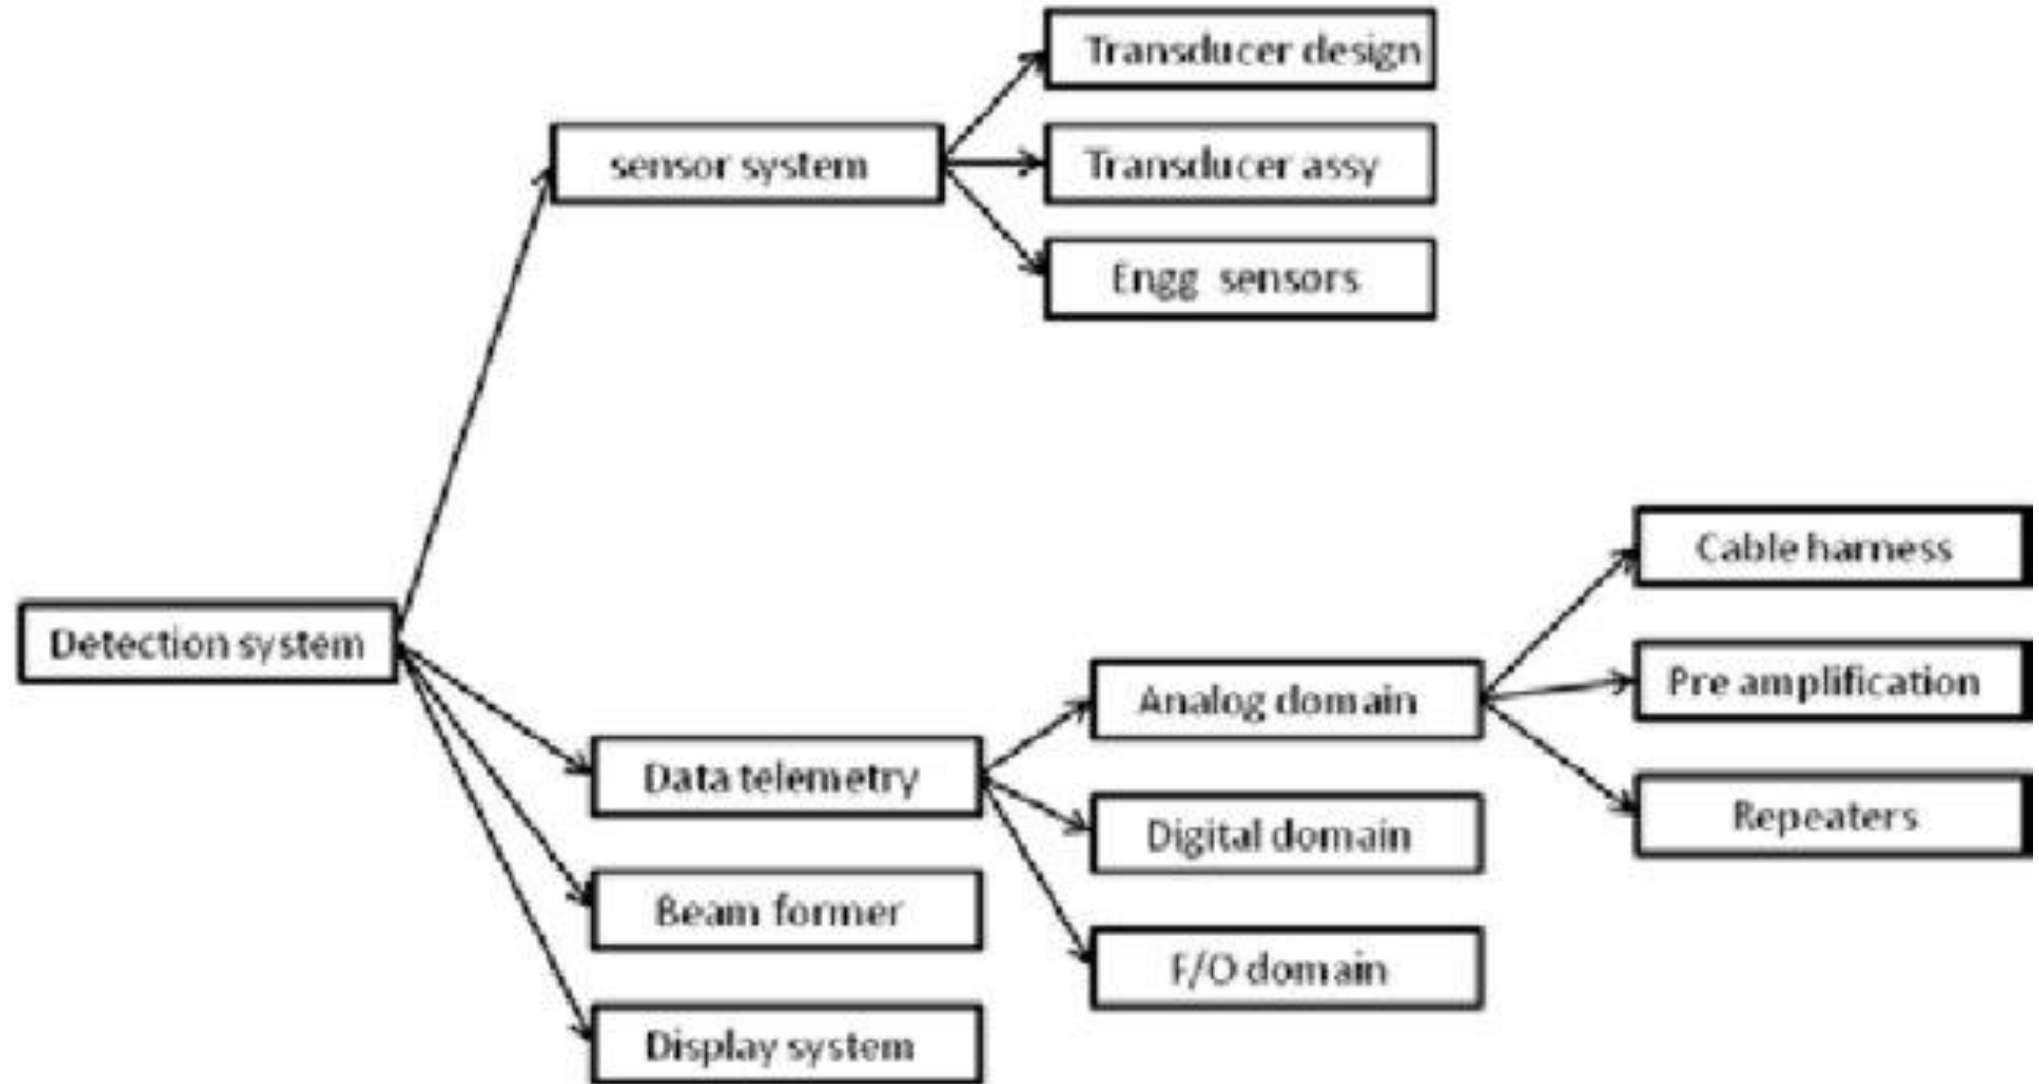 Transducer design
sensor system
Transducer assy
Engg sensors
Cable harness
Detection system
Pre amplification
Analog domain
Data telemetry
Repeaters
Digital domain
Beam former
F/O domain
Display system